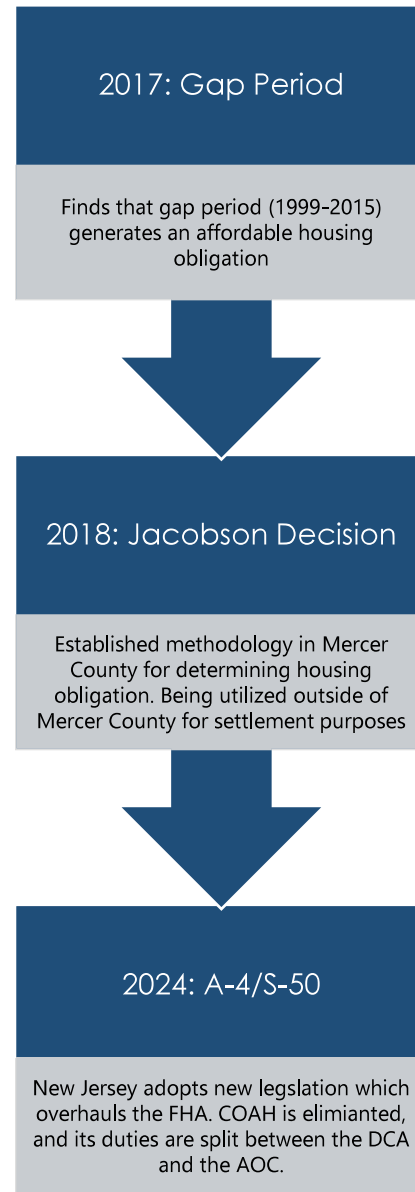 2017: Gap Period
Finds that gap period (1999-2015)
generates an affordable housing
obligation
2018: Jacobson Decision
Established methodology in Mercer
County for determining housing
obligation. Being utilized outside of
Mercer County for settlement purposes
2024: A-4/S-50
New Jersey adopts new legslation which
overhauls the FHA. COAH is elimianted,
and its duties are split between the DCA
and the AOC.